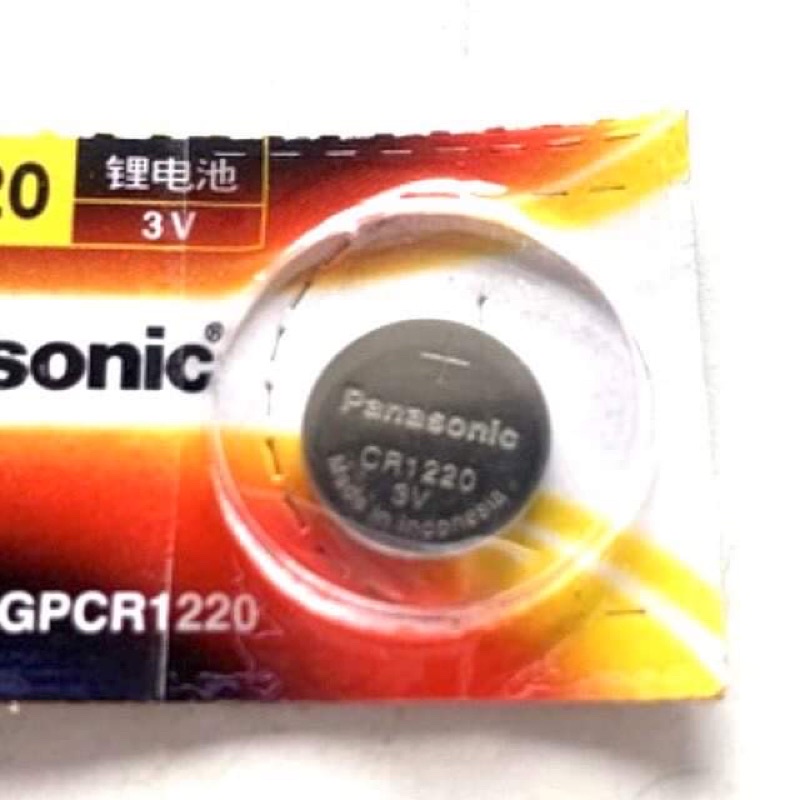 20
锂电池
3V
sonic®
+
Panasonic
CR1220
3V
Made in Indonesia
GPCR1220